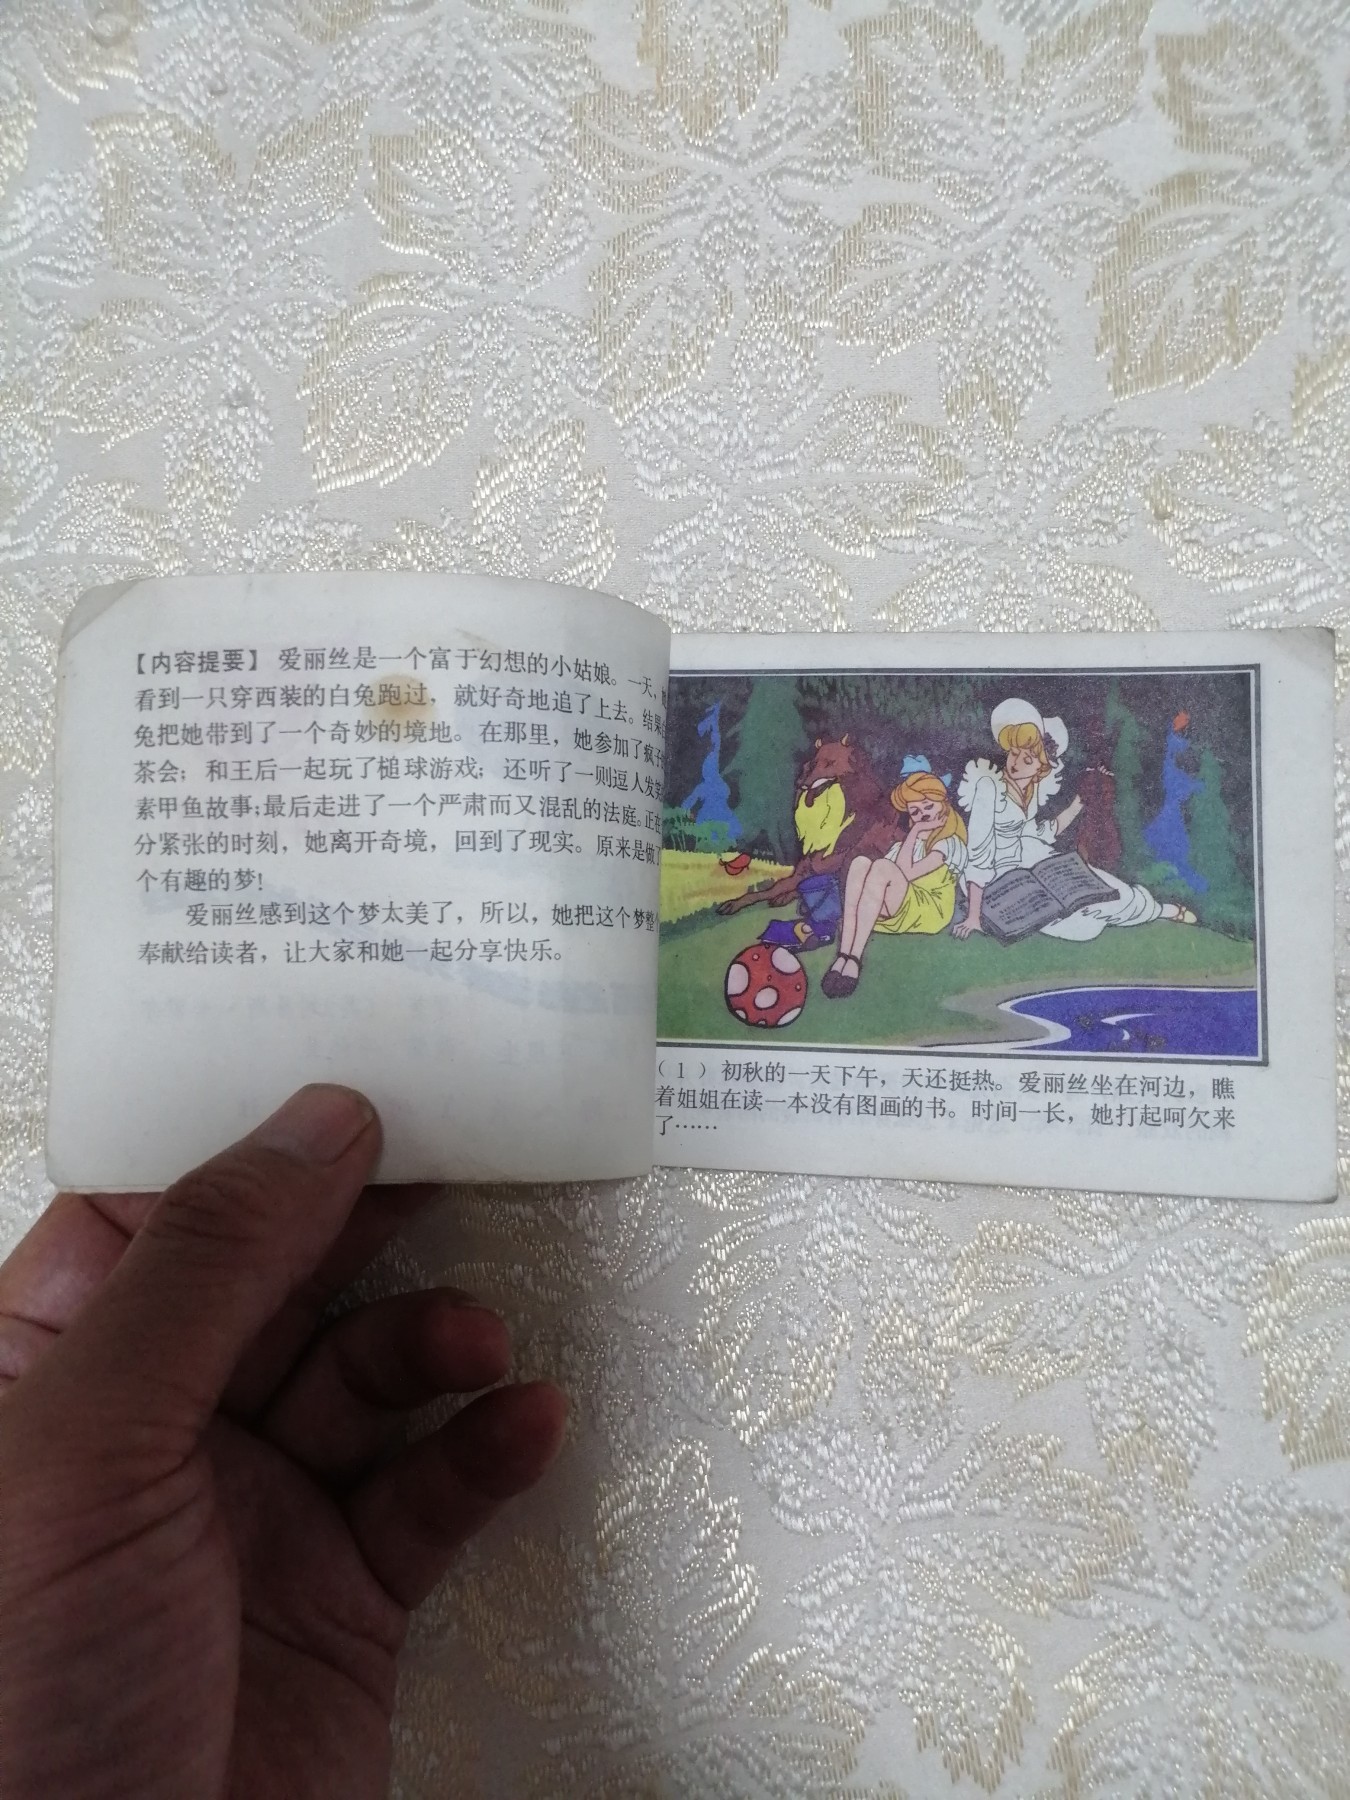 【内容提要】 爱丽丝是一个富于幻想的小姑娘。一天，她
看到一只穿西装的白兔跑过，就好奇地追了上去。结果
兔把她带到了一个奇妙的境地。在那里，她参加了疯子
茶会；和王后一起玩了槌球游戏；还听了一则逗人发笑
素甲鱼故事；最后走进了一个严肃而又混乱的法庭。正在
分紧张的时刻，她离开奇境，回到了现实。原来是做了
个有趣的梦！
爱丽丝感到这个梦太美了，所以，她把这个梦整
奉献给读者，让大家和她一起分享快乐。
（1）初秋的一天下午，天还挺热。爱丽丝坐在河边，瞧
着姐姐在读一本没有图画的书。时间一长，她打起呵欠来
了……